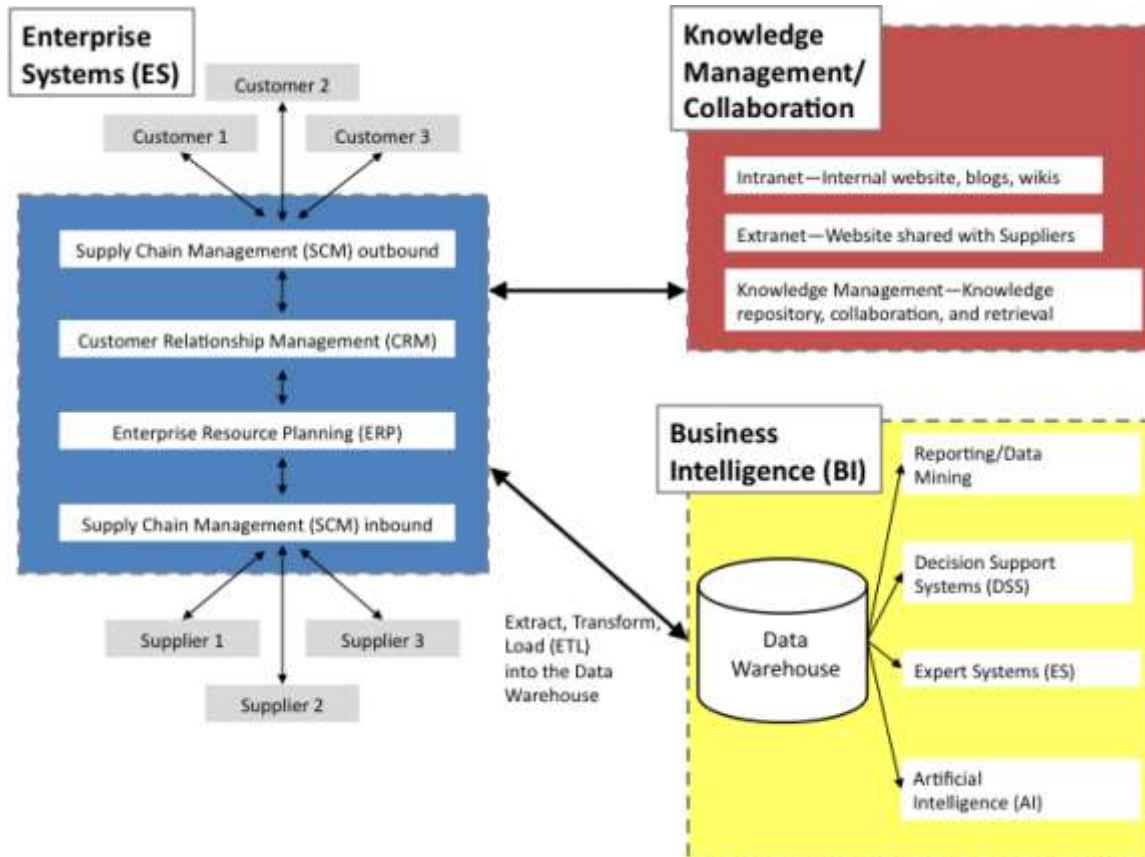 Enterprise
Systems (ES)
Customer 2
Customer 1
Customer 3
Supply Chain Management (SCM) outbound
Customer Relationship Management (CRM)
Enterprise Resource Planning (ERP)
Supply Chain Management (SCM) inbound
Supplier 1
Supplier 3
Supplier 2
Knowledge
Management/
Collaboration
Intranet—Internal website, blogs, wikis
Extranet—Website shared with Suppliers
Knowledge Management—Knowledge
repository, collaboration, and retrieval
Extract, Transform,
Load (ETL)
into the Data
Warehouse
Business
Intelligence (BI)
Data
Warehouse
Reporting/Data
Mining
Decision Support
Systems (DSS)
Expert Systems (ES)
Artificial
Intelligence (AI)